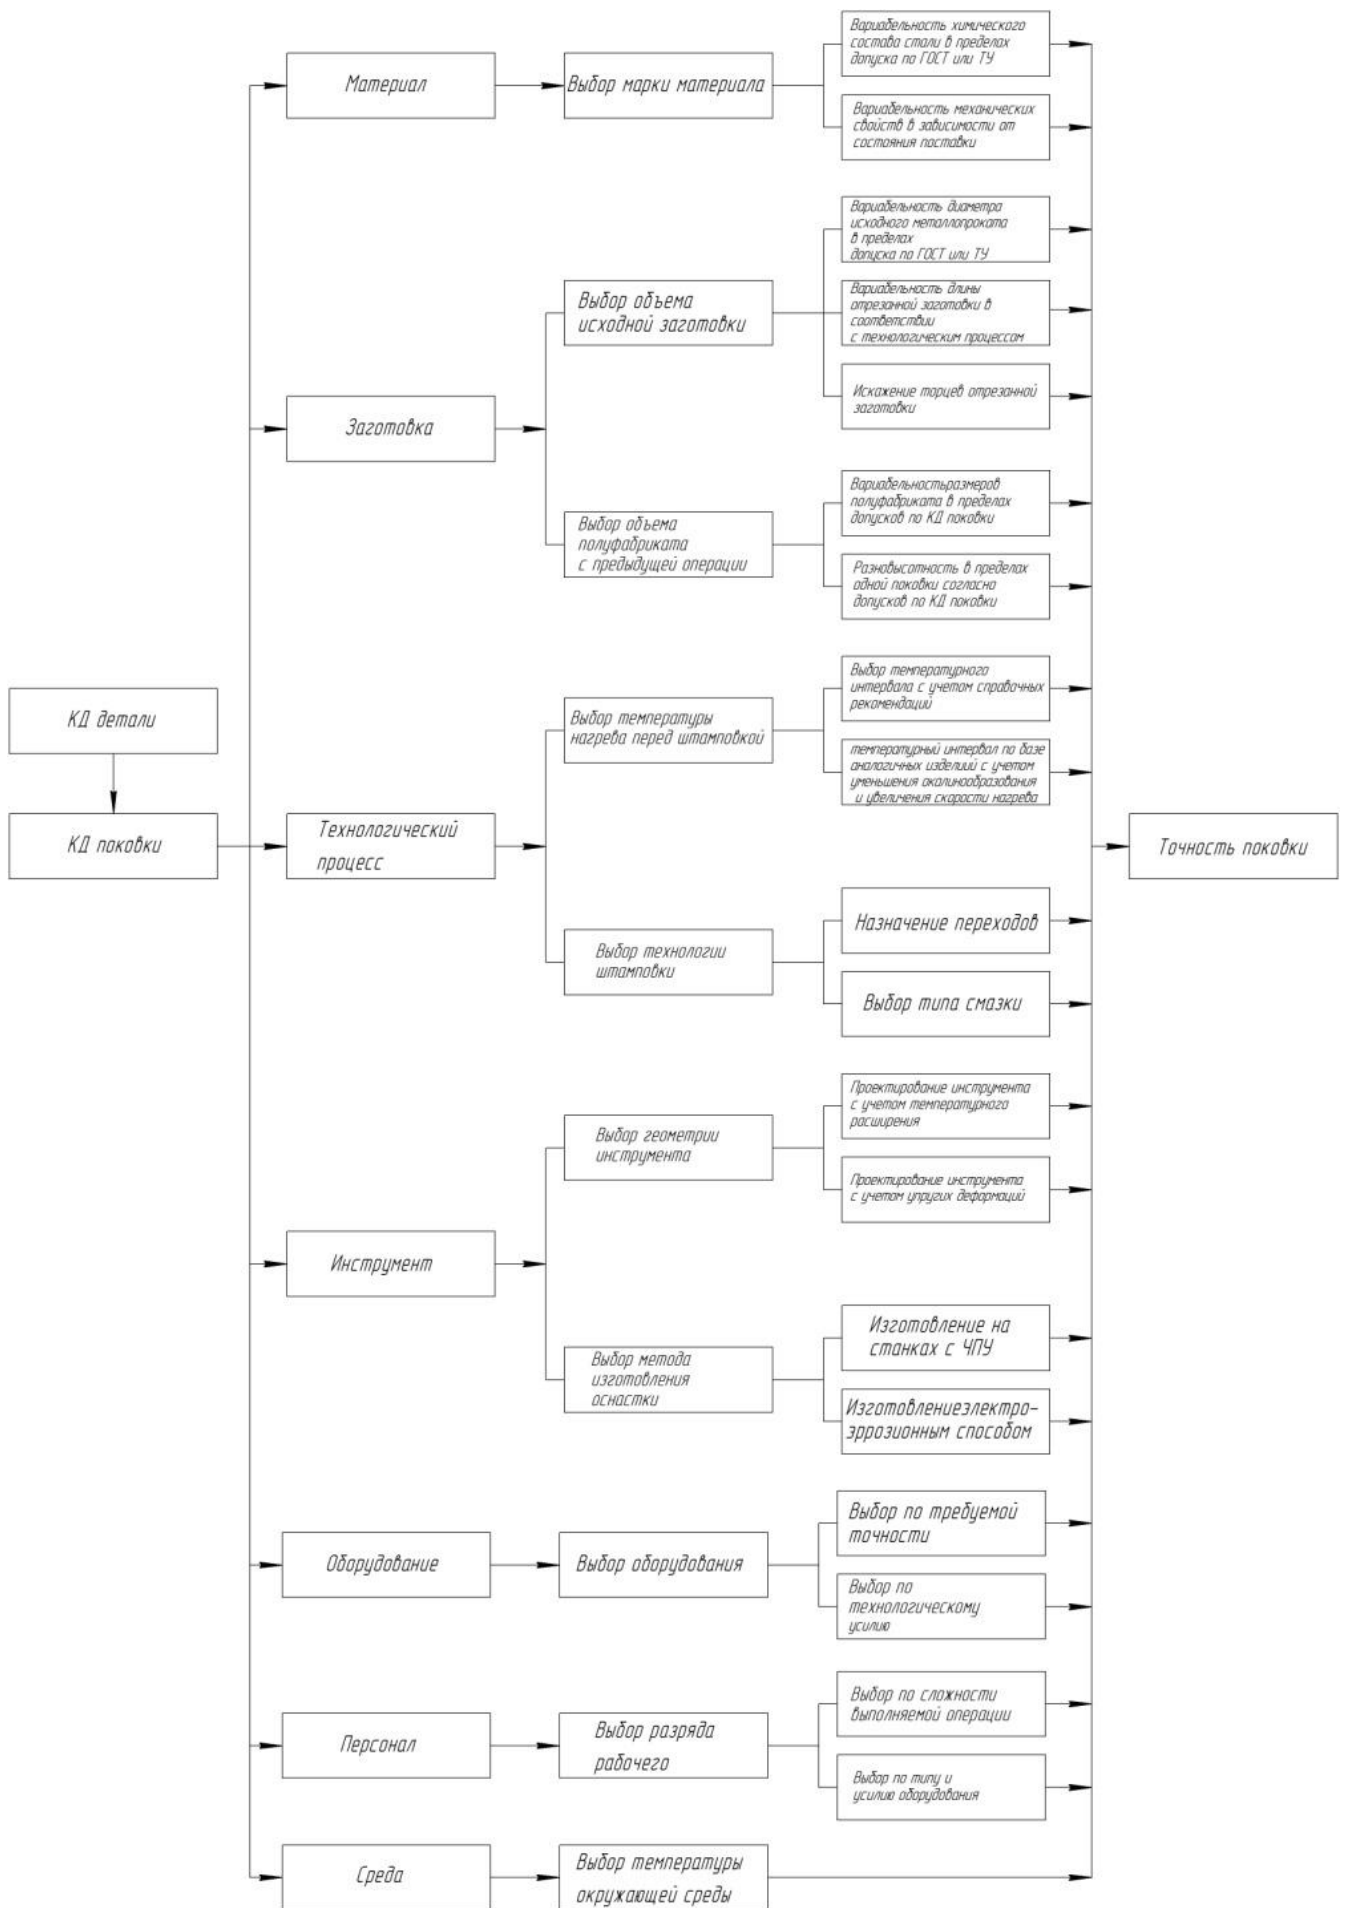 КД детали
КД поковки
Материал
Выбор марки материала
Вариабельность химического
состава стали в пределах
допуска по ГОСТ или ТУ
Вариабельность механических
свойств в зависимости от
состояния поставки
Заготовка
Выбор объема
исходной заготовки
Вариабельность диаметра
исходного металлопроката
в пределах
допуска по ГОСТ или ТУ
Вариабельность длины
отрезанной заготовки в
соответствии
с технологическим процессом
Искажение торцев отрезанной
заготовки
Выбор объема
полуфабриката
с предыдущей операции
Вариабельностьразмеров
полуфабриката в пределах
допусков по КД поковки
Разновысотность в пределах
одной поковки согласна
допусков по КД поковки
Технологический
процесс
Выбор температуры
нагрева перед штамповкой
Выбор температурного
интервала с учетом справочных
рекомендаций
температурный интервал по базе
аналогичных изделиий с учетом
уменьшения окалинообразования
и увеличения скорости нагрева
Выбор технологии
штамповки
Назначение переходов
Выбор типа смазки
Инструмент
Выбор геометрии
инструмента
Проектирование инструмента
с учетом температурного
расширения
Проектирование инструмента
с учетом упругих деформаций
Выбор метода
изготовления
оснастки
Изготовление на
станках с ЧПУ
Изготовлениеэлектро-
эррозионным способом
Оборудование
Выбор оборудования
Выбор по требуемой
точности
Выбор по
технологическому
усилию
Персонал
Выбор разряда
рабочего
Выбор по сложности
выполняемой операции
Выбор по типу и
усилию оборудования
Среда
Выбор температуры
окружающей среды
Точность поковки